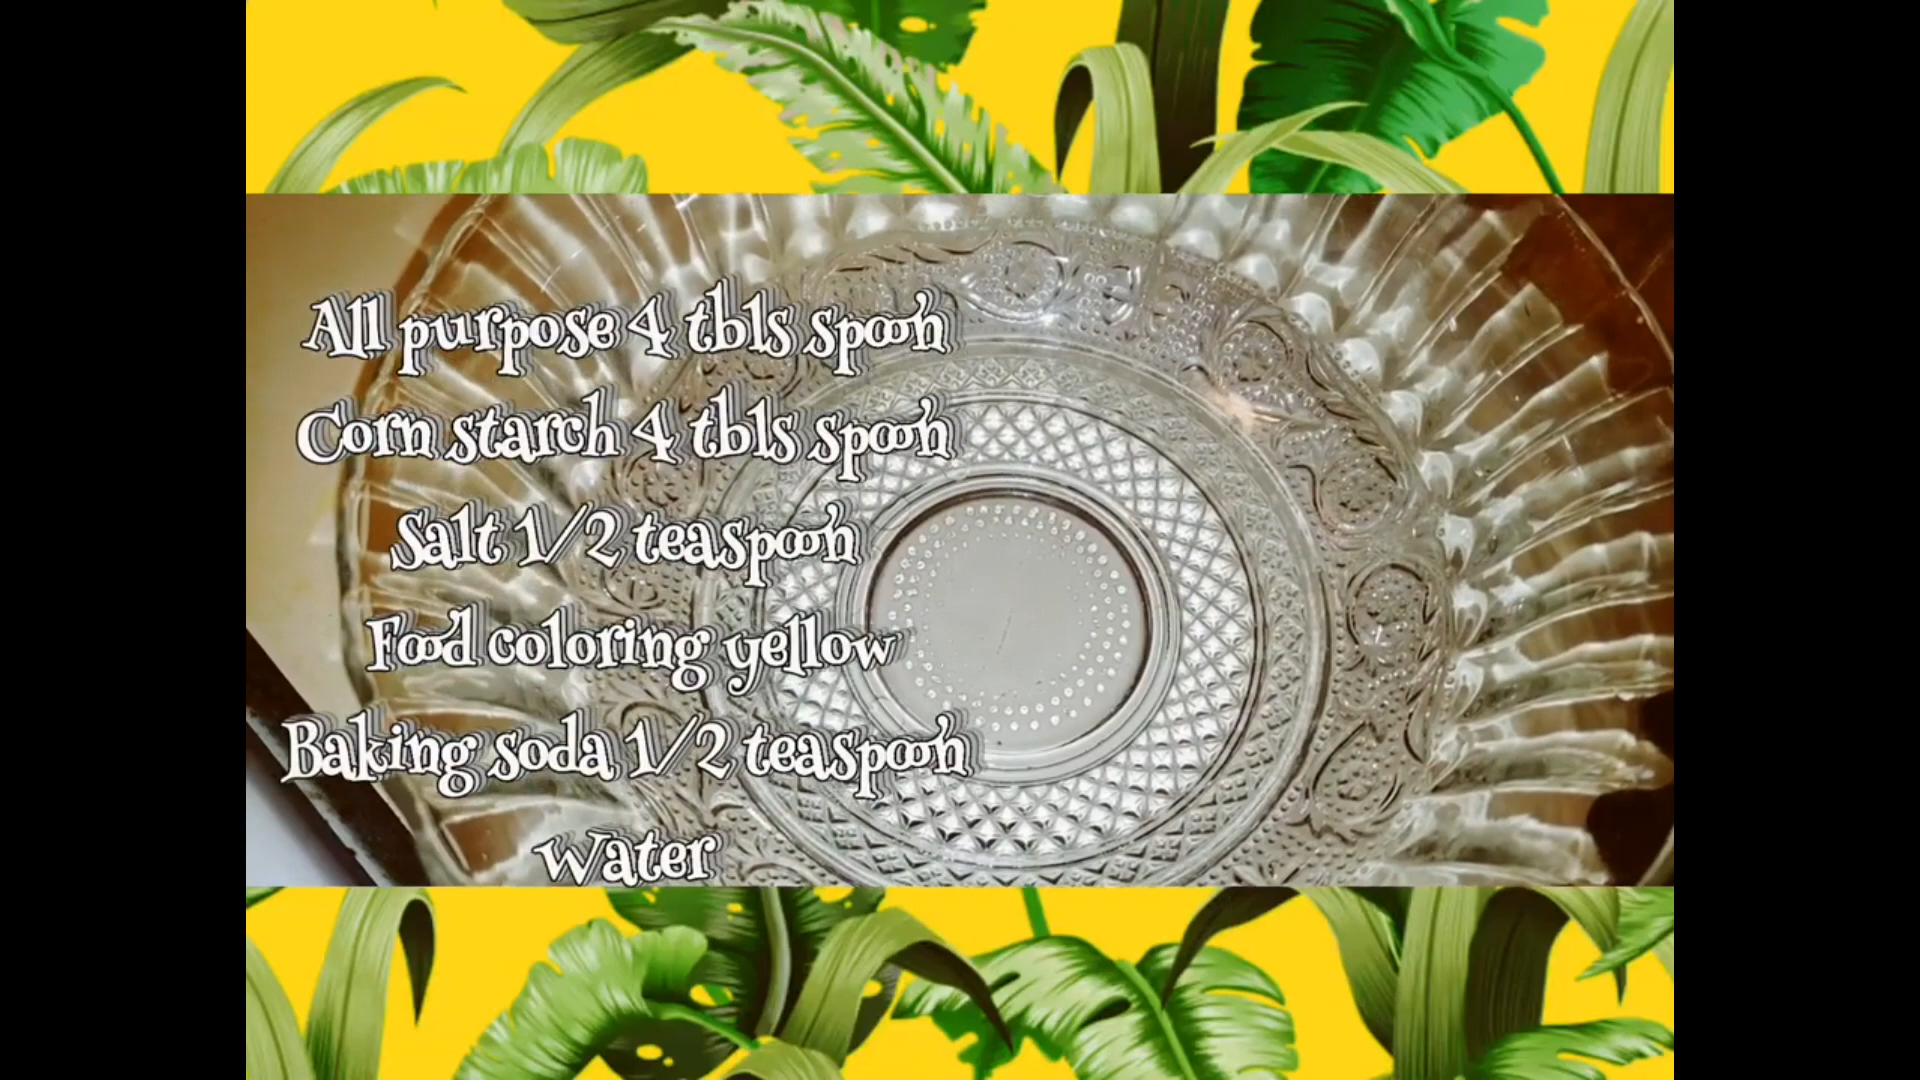 All purpose 4 tbls spoon
Corn starch 4 tbls spoon
Salt 1/2 teaspoon
Food coloring yellow
Baking soda 1/2 teaspoon
Water